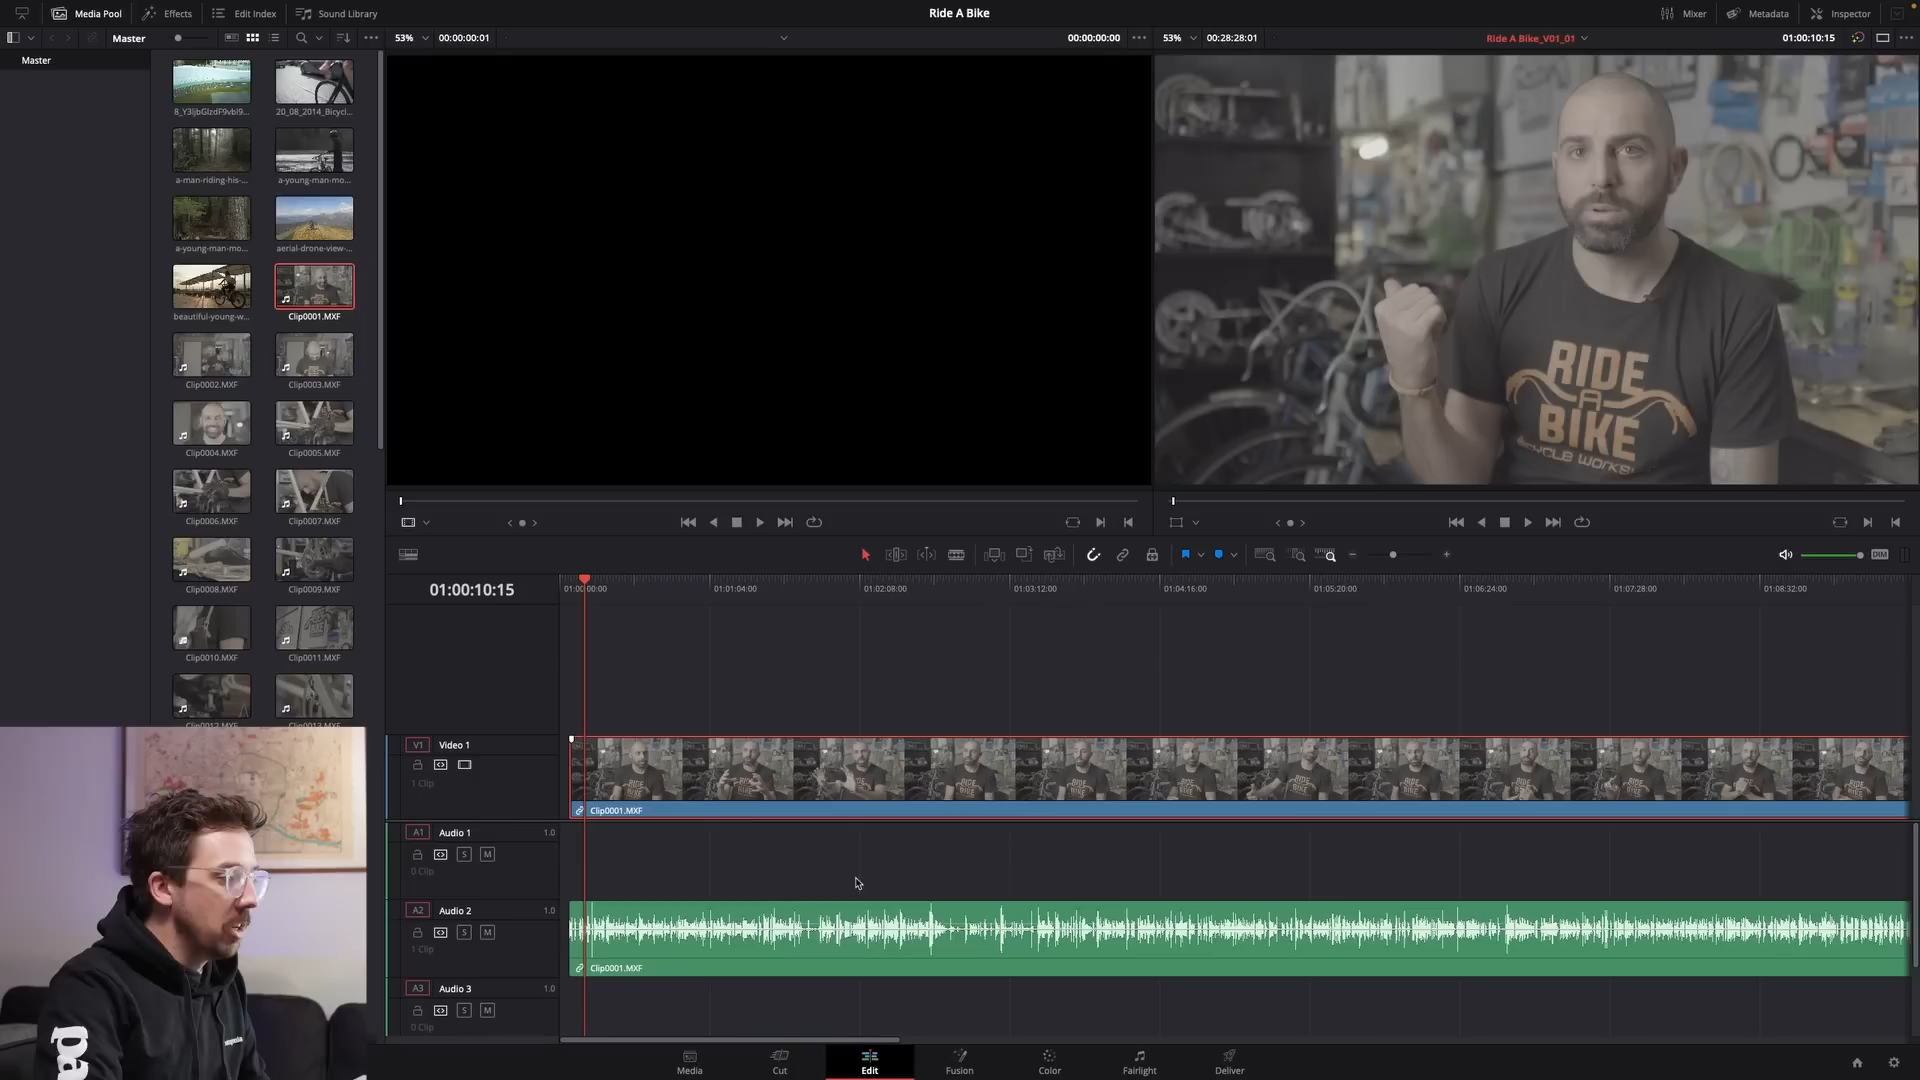 Media Pool
Effects
Edit Index
Sound Library
Ride A Bike
Mixer
Metadata
Inspector
Master
53%
00:00:00:01
00:00:00:00
53%
00:28:28:01
Ride A Bike_V01_01
01:00:10:15
Master
8_Y3IjbGlzdF9vbl9...
20_08_2014_Bicycl...
a-man-riding-his-...
a-young-man-mo...
a-young-man-mo...
aerial-drone-view-...
beautiful-young-w...
Clip0001.MXF
Clip0002.MXF
Clip0003.MXF
Clip0004.MXF
Clip0005.MXF
Clip0006.MXF
Clip0007.MXF
Clip0008.MXF
Clip0009.MXF
Clip0010.MXF
Clip0011.MXF
Clip0012.MXF
Clip0013.MXF
RIDE
A
BIKE
BICYCLE WORKS
DIM
01:00:10:15
01:00:00:00
01:01:04:00
01:02:08:00
01:03:12:00
01:04:16:00
01:05:20:00
01:06:24:00
01:07:28:00
01:08:32:00
V1
Video 1
1 Clip
Clip0001.MXF
A1
Audio 1
1.0
S
M
0 Clip
A2
Audio 2
1.0
S
M
1 Clip
Clip0001.MXF
A3
Audio 3
1.0
S
M
0 Clip
pa
Media
Cut
Edit
Fusion
Color
Fairlight
Deliver